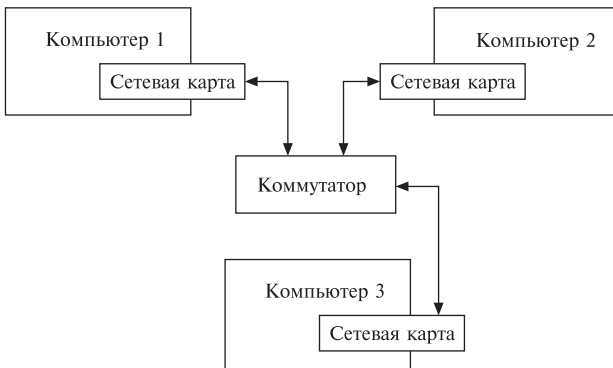 Компьютер 1
Сетевая карта
Компьютер 2
Сетевая карта
Коммутатор
Компьютер 3
Сетевая карта